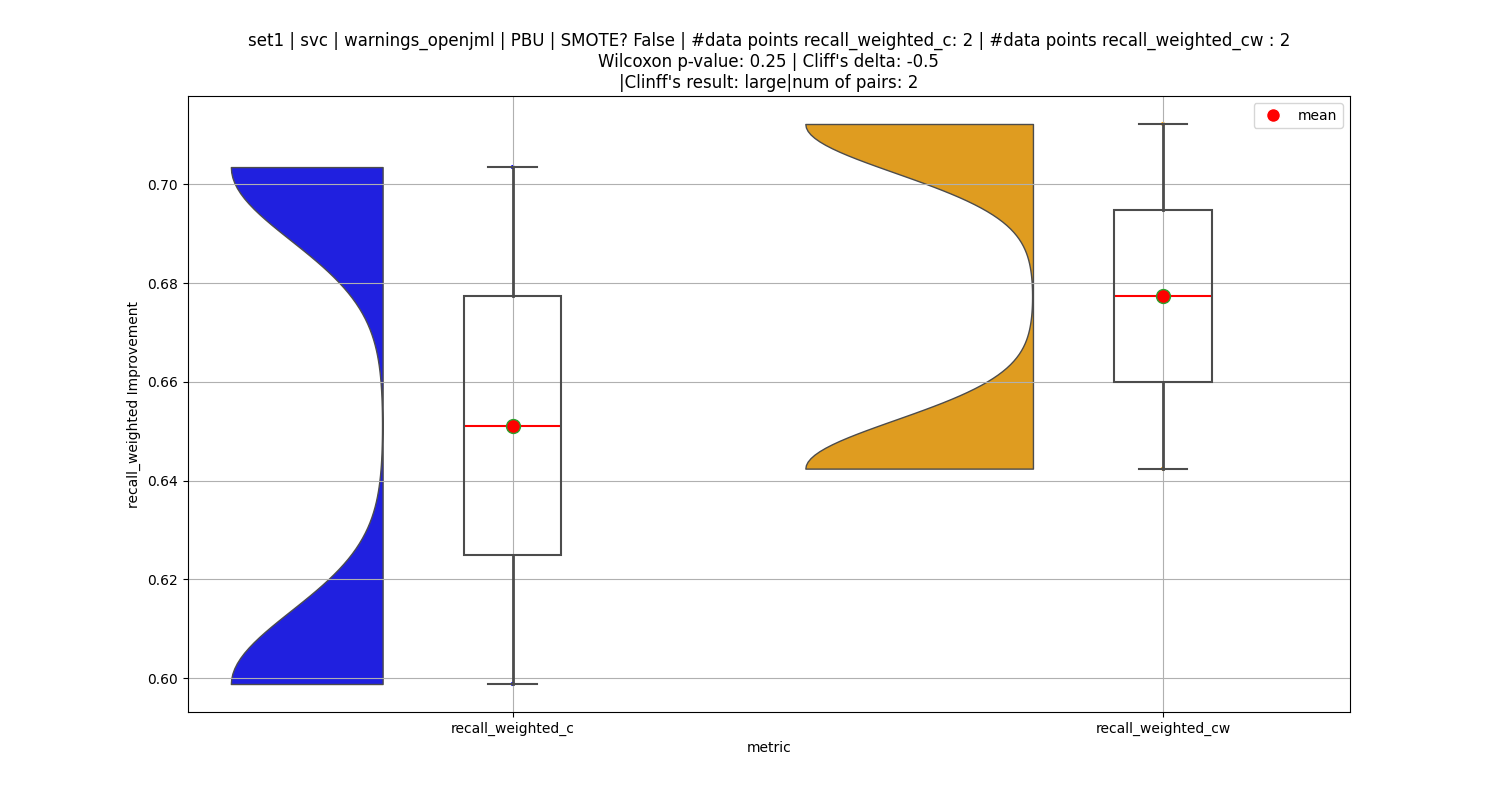 set1 | svc | warnings_openjml | PBU | SMOTE? False | #data points recall_weighted_c: 2 | #data points recall_weighted_cw : 2
Wilcoxon p-value: 0.25 | Cliff's delta: -0.5
|Clinff's result: large|num of pairs: 2
mean
0.70
0.68
0.66
0.64
0.62
0.60
recall_weighted Improvement
recall_weighted_c
recall_weighted_cw
metric